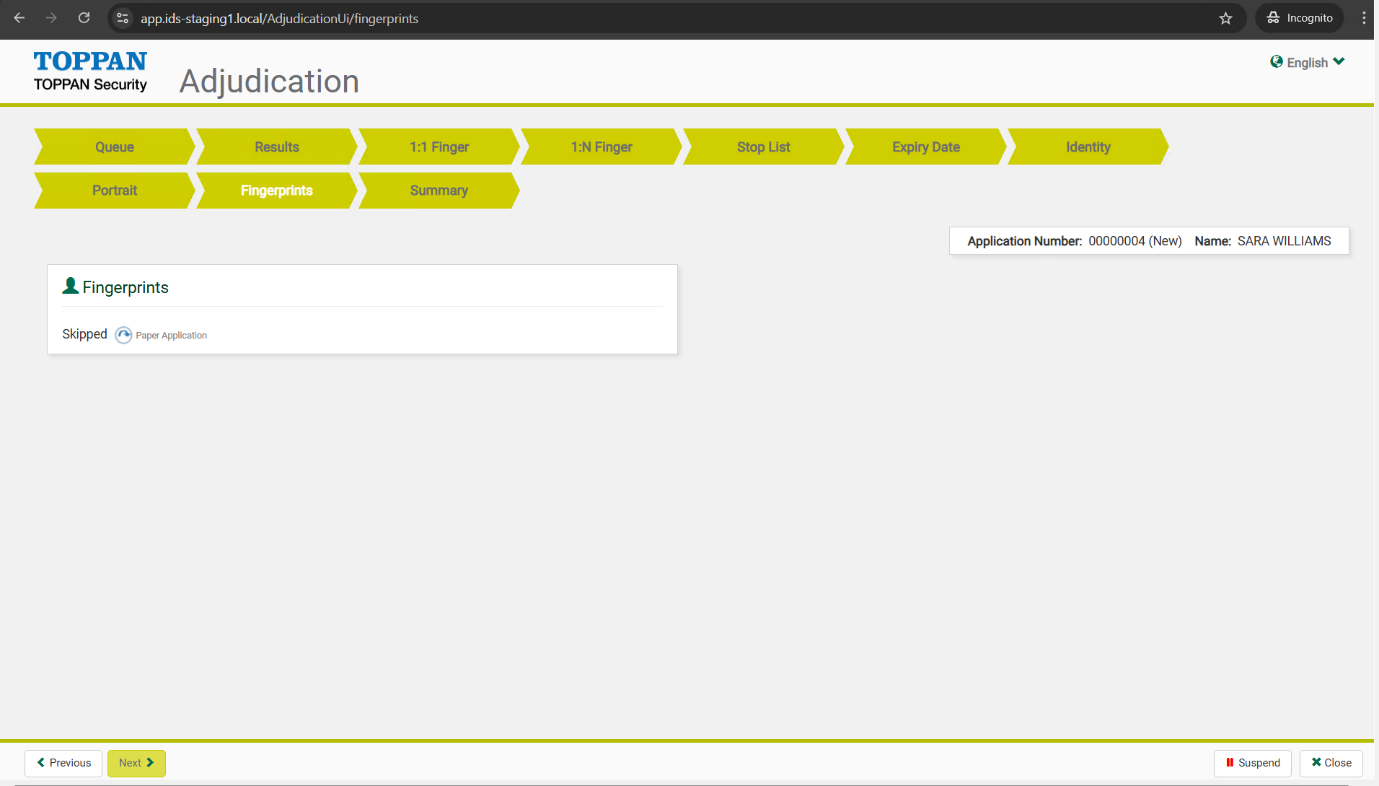 app.ids-staging1.local/AdjudicationUi/fingerprints
Incognito
TOPPAN
TOPPAN Security
Adjudication
English
Queue
Results
1:1 Finger
1:N Finger
Stop List
Expiry Date
Identity
Portrait
Fingerprints
Summary
Application Number: 00000004 (New) Name: SARA WILLIAMS
Fingerprints
Skipped Paper Application
Previous
Next
Suspend
Close